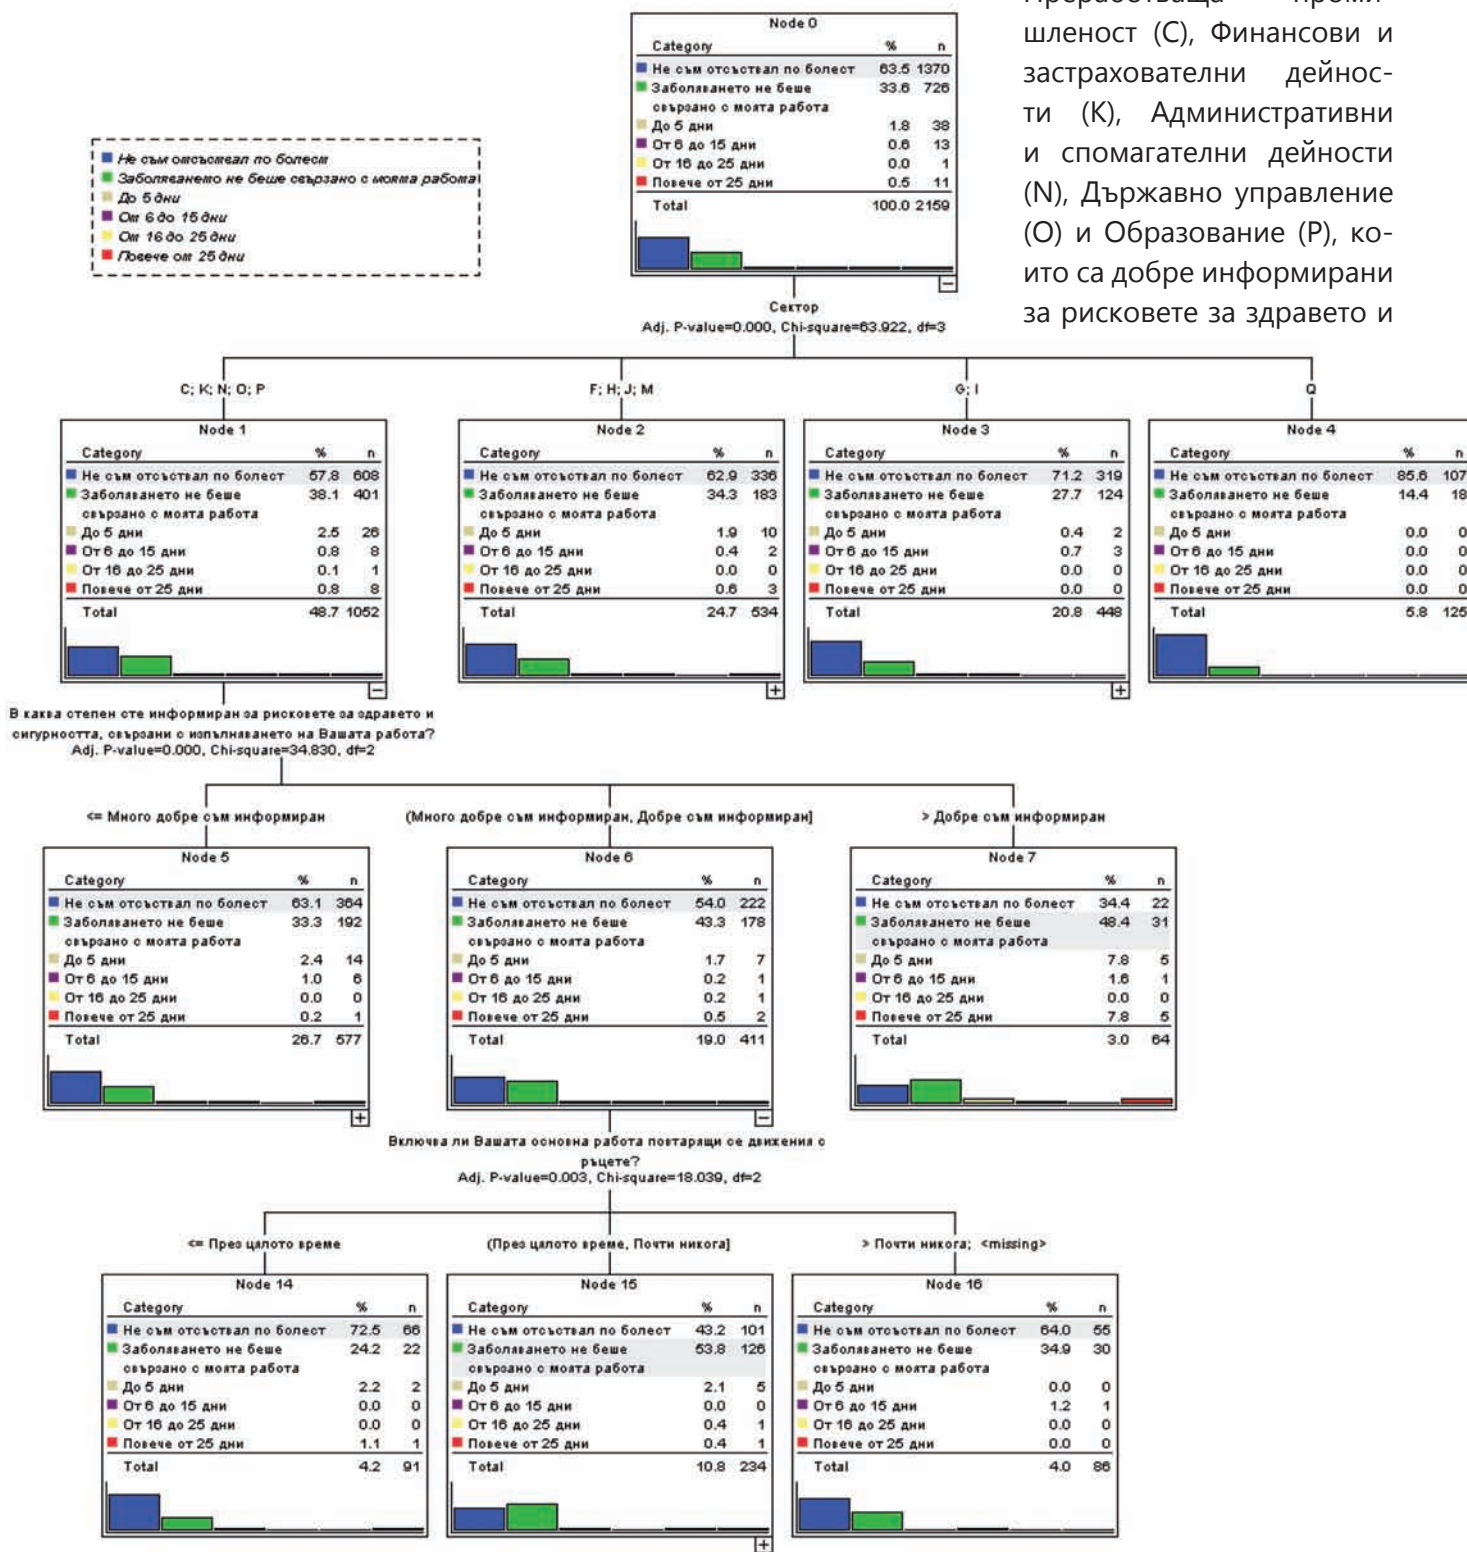 Преработваща проми-
шленост (C), Финансови и
застрахователни дейнос-
ти (K), Административни
и спомагателни дейности
(N), Държавно управление
(O) и Образование (P), ко-
ито са добре информирани
за рисковете за здравето и
Не съм отсъствал по болест
Заболяването не беше свързано с моята работа
До 5 дни
От 6 до 15 дни
От 16 до 25 дни
Повече от 25 дни
Node 0
Category % n
Не съм отсъствал по болест 63.5 1370
Заболяването не беше 33.6 726
свързано с моята работа
До 5 дни 1.8 38
От 6 до 15 дни 0.6 13
От 16 до 25 дни 0.0 1
Повече от 25 дни 0.5 11
Total 100.0 2159
Сектор
Adj. P-value=0.000, Chi-square=63.922, df=3
C; K; N; O; P
Node 1
Category % n
Не съм отсъствал по болест 57.8 608
Заболяването не беше 38.1 401
свързано с моята работа
До 5 дни 2.5 26
От 6 до 15 дни 0.8 8
От 16 до 25 дни 0.1 1
Повече от 25 дни 0.8 8
Total 48.7 1052
F; H; J; M
Node 2
Category % n
Не съм отсъствал по болест 62.9 336
Заболяването не беше 34.3 183
свързано с моята работа
До 5 дни 1.9 10
От 6 до 15 дни 0.4 2
От 16 до 25 дни 0.0 0
Повече от 25 дни 0.6 3
Total 24.7 534
G; I
Node 3
Category % n
Не съм отсъствал по болест 71.2 319
Заболяването не беше 27.7 124
свързано с моята работа
До 5 дни 0.4 2
От 6 до 15 дни 0.7 3
От 16 до 25 дни 0.0 0
Повече от 25 дни 0.0 0
Total 20.8 448
Q
Node 4
Category % n
Не съм отсъствал по болест 85.6 107
Заболяването не беше 14.4 18
свързано с моята работа
До 5 дни 0.0 0
От 6 до 15 дни 0.0 0
От 16 до 25 дни 0.0 0
Повече от 25 дни 0.0 0
Total 5.8 125
В каква степен сте информиран за рисковете за здравето и
сигурността, свързани с изпълняването на Вашата работа?
Adj. P-value=0.000, Chi-square=34.830, df=2
<= Много добре съм информиран
Node 5
Category % n
Не съм отсъствал по болест 63.1 364
Заболяването не беше 33.3 192
свързано с моята работа
До 5 дни 2.4 14
От 6 до 15 дни 1.0 6
От 16 до 25 дни 0.0 0
Повече от 25 дни 0.2 1
Total 26.7 577
(Много добре съм информиран, Добре съм информиран]
Node 6
Category % n
Не съм отсъствал по болест 54.0 222
Заболяването не беше 43.3 178
свързано с моята работа
До 5 дни 1.7 7
От 6 до 15 дни 0.2 1
От 16 до 25 дни 0.2 1
Повече от 25 дни 0.5 2
Total 19.0 411
> Добре съм информиран
Node 7
Category % n
Не съм отсъствал по болест 34.4 22
Заболяването не беше 48.4 31
свързано с моята работа
До 5 дни 7.8 5
От 6 до 15 дни 1.6 1
От 16 до 25 дни 0.0 0
Повече от 25 дни 7.8 5
Total 3.0 64
Включва ли Вашата основна работа повтарящи се движения с
ръцете?
Adj. P-value=0.003, Chi-square=18.039, df=2
<= През цялото време
Node 14
Category % n
Не съм отсъствал по болест 72.5 66
Заболяването не беше 24.2 22
свързано с моята работа
До 5 дни 2.2 2
От 6 до 15 дни 0.0 0
От 16 до 25 дни 0.0 0
Повече от 25 дни 1.1 1
Total 4.2 91
(През цялото време, Почти никога]
Node 15
Category % n
Не съм отсъствал по болест 43.2 101
Заболяването не беше 53.8 126
свързано с моята работа
До 5 дни 2.1 5
От 6 до 15 дни 0.0 0
От 16 до 25 дни 0.4 1
Повече от 25 дни 0.4 1
Total 10.8 234
> Почти никога; <missing>
Node 16
Category % n
Не съм отсъствал по болест 64.0 55
Заболяването не беше 34.9 30
свързано с моята работа
До 5 дни 0.0 0
От 6 до 15 дни 1.2 1
От 16 до 25 дни 0.0 0
Повече от 25 дни 0.0 0
Total 4.0 86